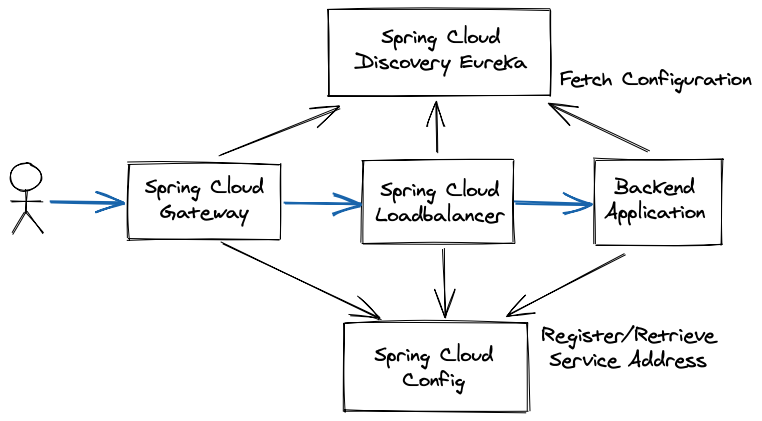 Spring Cloud
Discovery Eureka
Fetch Configuration
Spring Cloud
Gateway
Spring Cloud
Loadbalancer
Backend
Application
Spring Cloud
Config
Register/Retrieve
Service Address